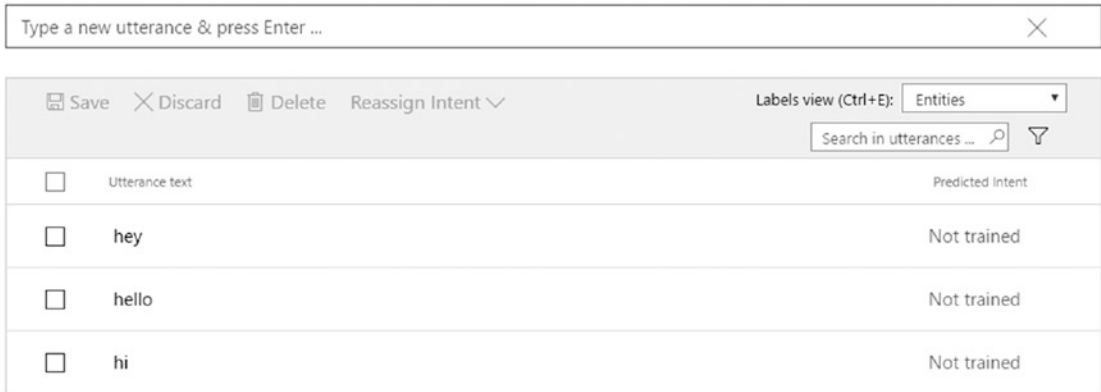 Type a new utterance & press Enter ...
Save Discard Delete Reassign Intent Labels view (Ctrl+E): Entities
Search in utterances ...
Utterance text Predicted Intent
hey Not trained
hello Not trained
hi Not trained